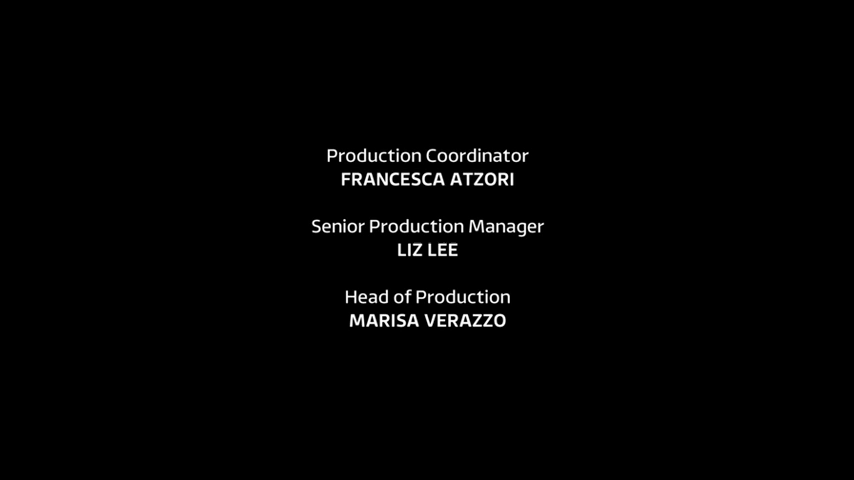 Production Coordinator
FRANCESCA ATZORI
Senior Production Manager
LIZ LEE
Head of Production
MARISA VERAZZO